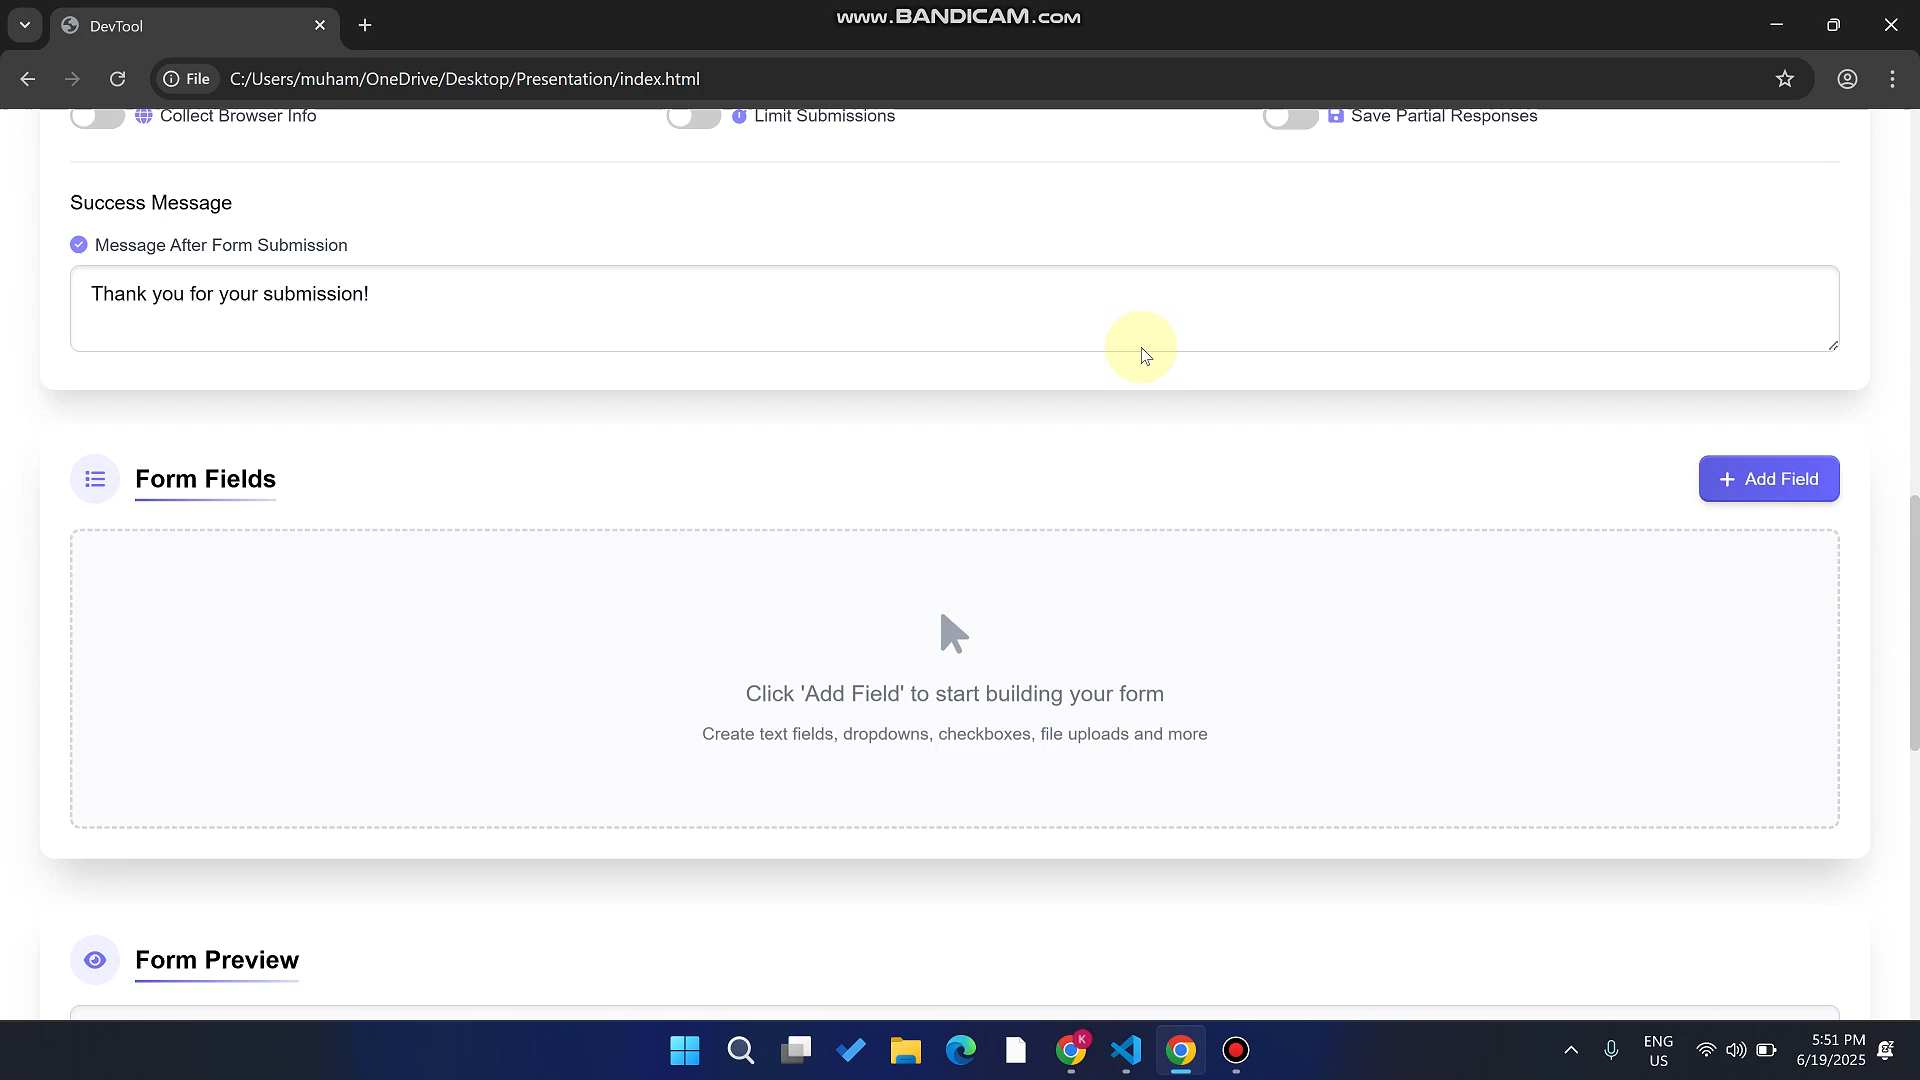 DevTool
www.BANDICAM.com
File
C:/Users/muham/OneDrive/Desktop/Presentation/index.html
Collect Browser Info
Limit Submissions
Save Partial Responses
Success Message
Message After Form Submission
Thank you for your submission!
Form Fields
+ Add Field
Click 'Add Field' to start building your form
Create text fields, dropdowns, checkboxes, file uploads and more
Form Preview
K
ENG
US
5:51 PM
6/19/2025